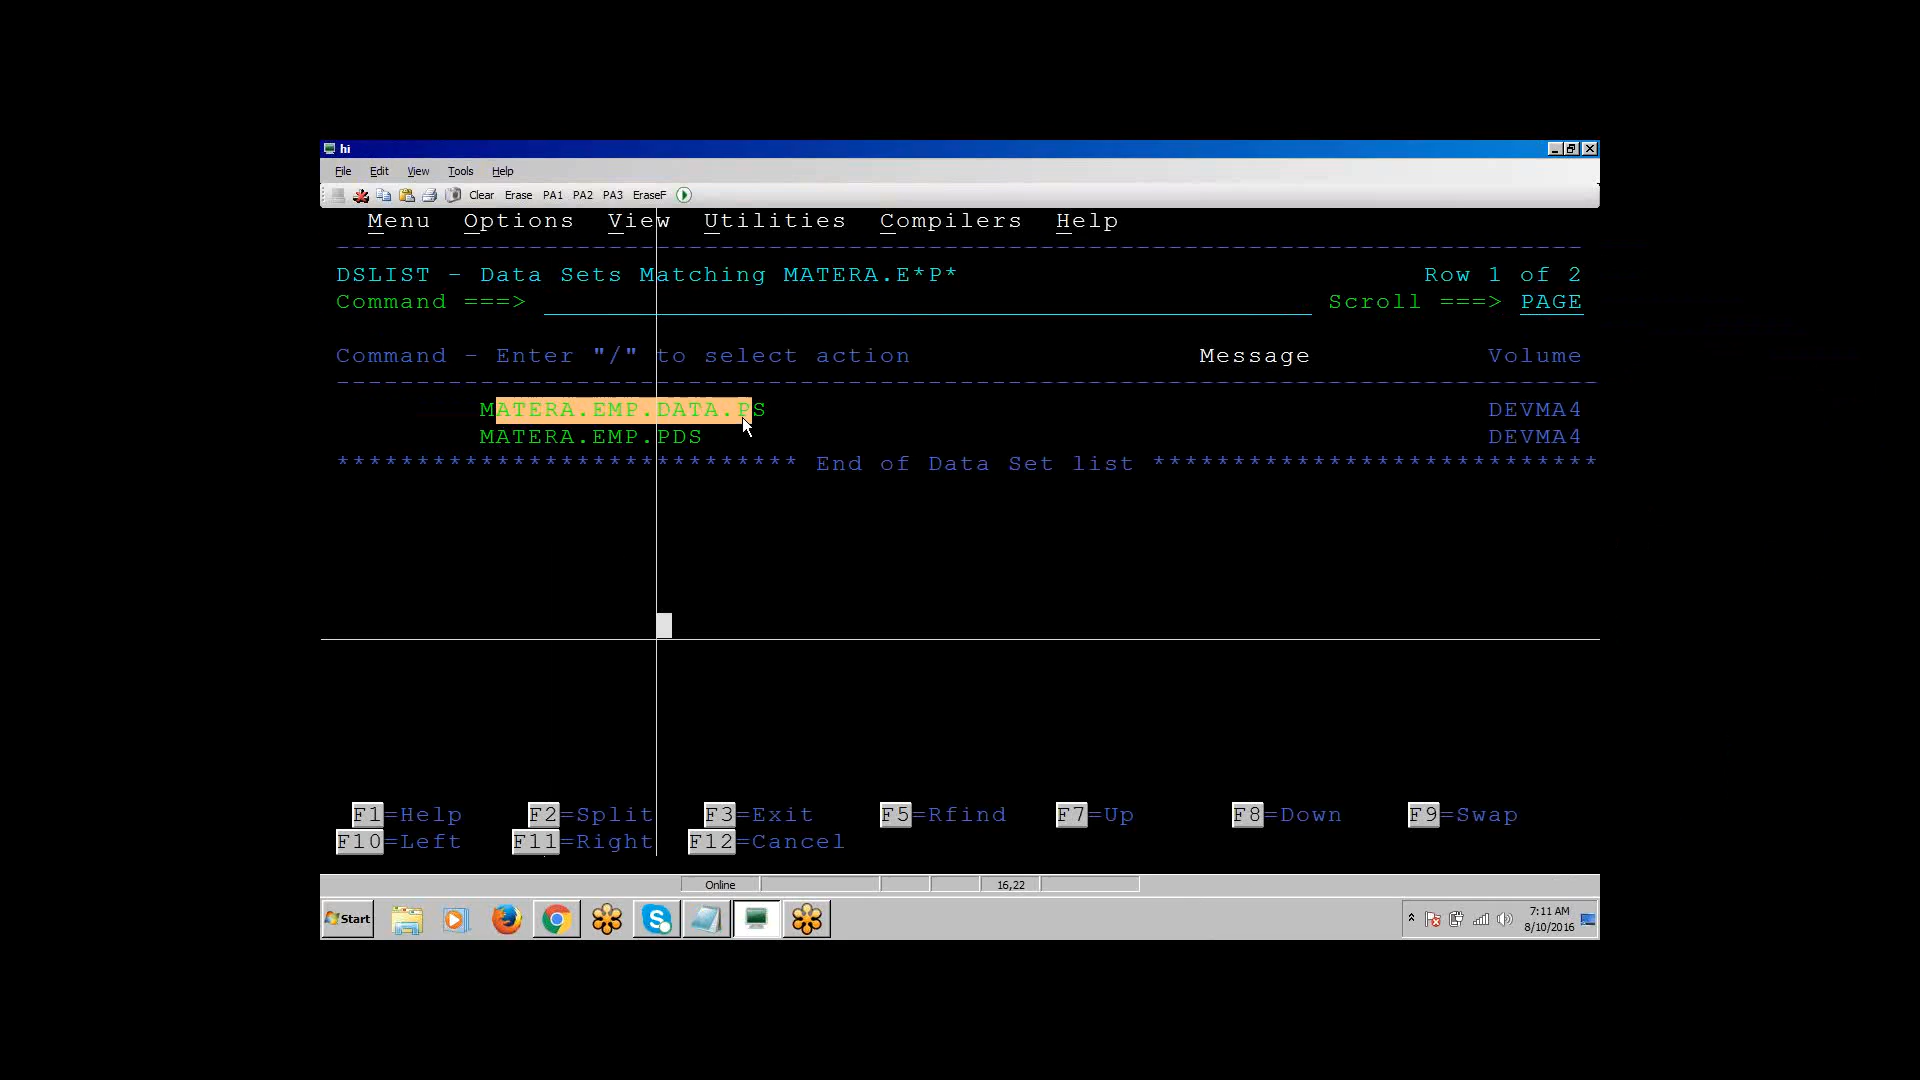 hi
File Edit View Tools Help
Clear Erase PA1 PA2 PA3 EraseF
Menu Options View Utilities Compilers Help
DSLIST - Data Sets Matching MATERA.E*P* Row 1 of 2
Command ===> Scroll ===> PAGE
Command - Enter "/" to select action Message Volume
MATERA.EMP.DATA.PS DEVMA4
MATERA.EMP.PDS DEVMA4
***************************** End of Data Set list ****************************
F1=Help F2=Split F3=Exit F5=Rfind F7=Up F8=Down F9=Swap
F10=Left F11=Right F12=Cancel
Online 16,22
Start 7:11 AM
8/10/2016